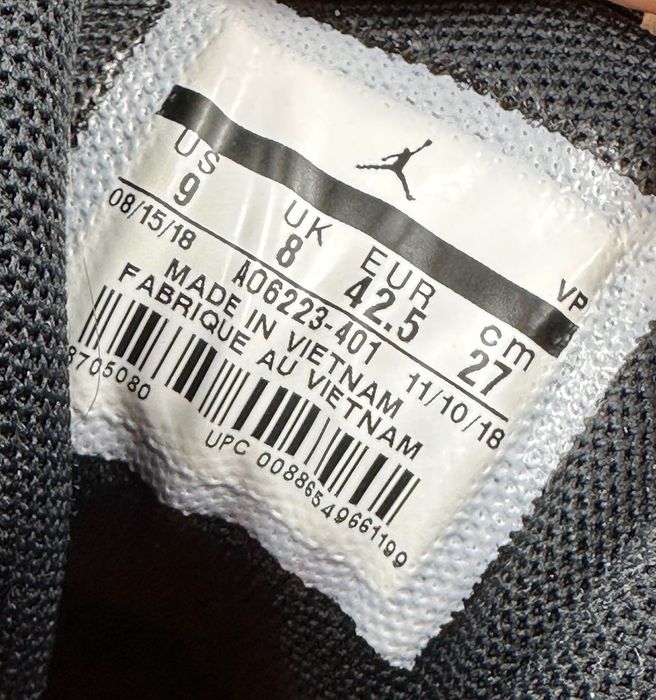 VP
US UK EUR cm
9 8 42.5 27
08/15/18 AO6223-401 11/10/18
MADE IN VIETNAM
FABRIQUE AU VIETNAM
8705080
UPC 00886549661199